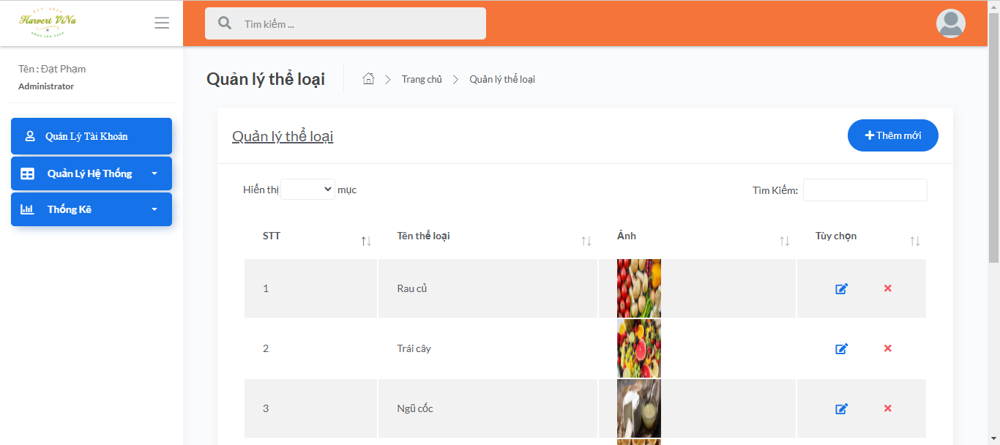 Harvert ViNa
Tìm kiếm ...
Tên : Đạt Phạm
Administrator
Quản Lý Tài Khoản
Quản Lý Hệ Thống
Thống Kê
Quản lý thể loại
Trang chủ
Quản lý thể loại
Quản lý thể loại
Thêm mới
Hiển thị mục
Tìm Kiếm:
STT Tên thể loại Ảnh Tùy chọn
1 Rau củ
2 Trái cây
3 Ngũ cốc